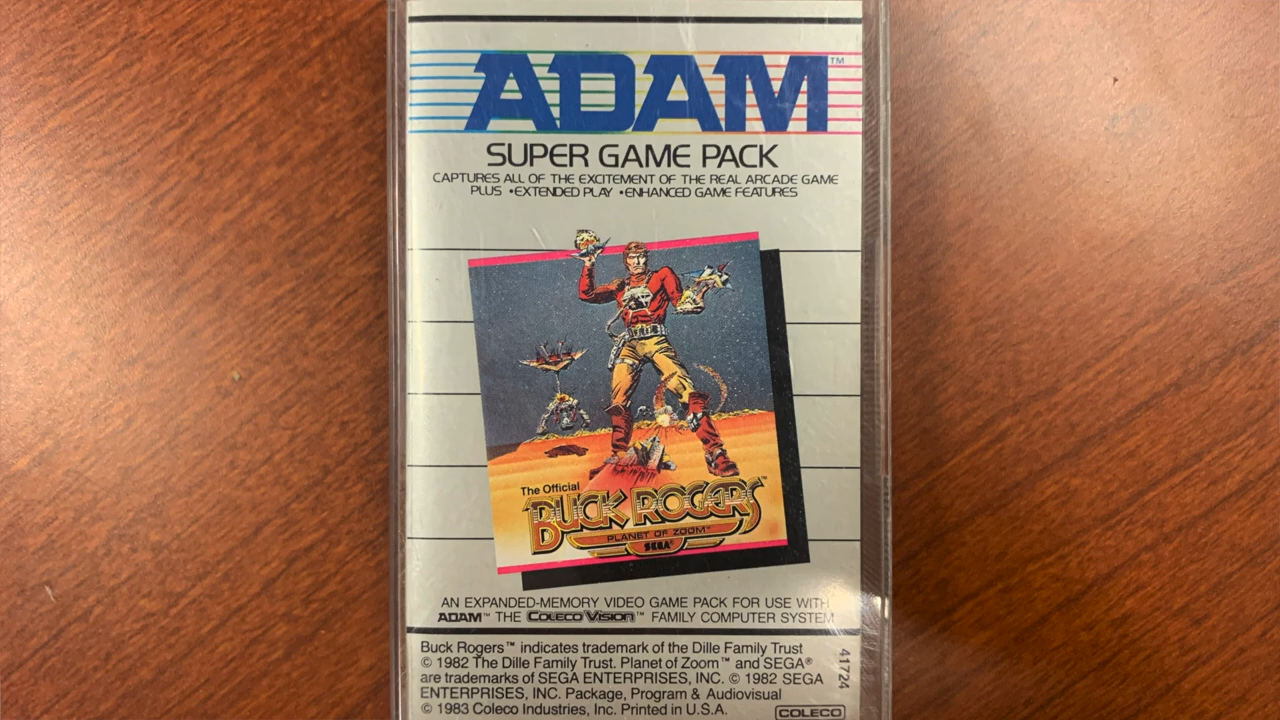 ADAM™
SUPER GAME PACK
CAPTURES ALL OF THE EXCITEMENT OF THE REAL ARCADE GAME
PLUS •EXTENDED PLAY •ENHANCED GAME FEATURES
The Official
BUCK ROGERS™
PLANET OF ZOOM™
SEGA®
AN EXPANDED-MEMORY VIDEO GAME PACK FOR USE WITH
ADAM™ THE COLECOVISION™ FAMILY COMPUTER SYSTEM
Buck Rogers™ indicates trademark of the Dille Family Trust
© 1982 The Dille Family Trust. Planet of Zoom™ and SEGA®
are trademarks of SEGA ENTERPRISES, INC. © 1982 SEGA
ENTERPRISES, INC. Package, Program & Audiovisual
© 1983 Coleco Industries, Inc. Printed in U.S.A.
41724
COLECO